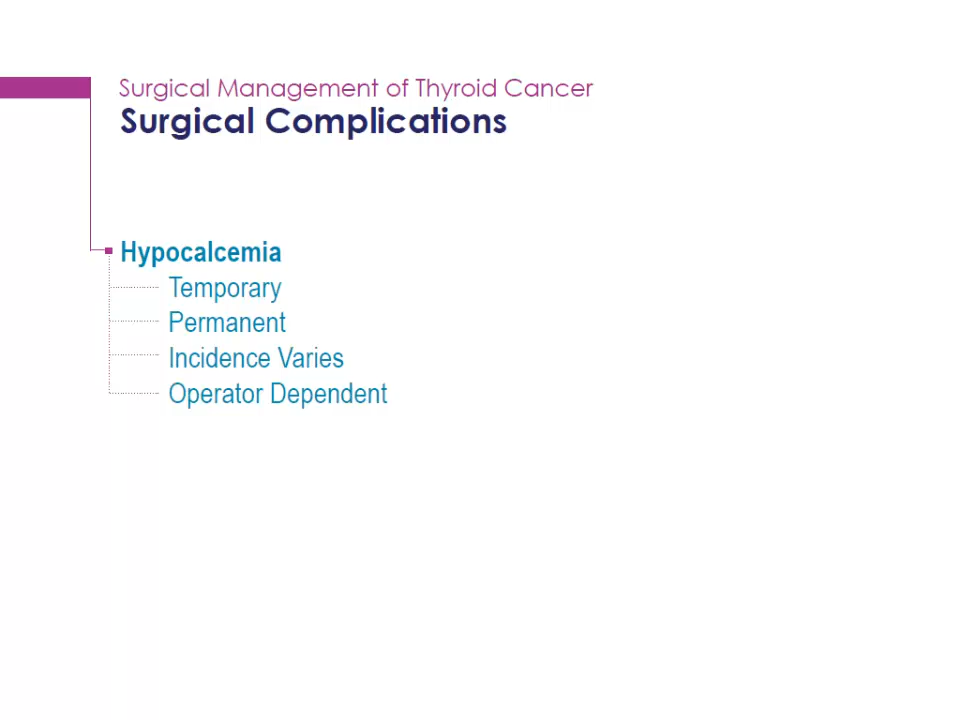 Surgical Management of Thyroid Cancer
Surgical Complications
Hypocalcemia
Temporary
Permanent
Incidence Varies
Operator Dependent